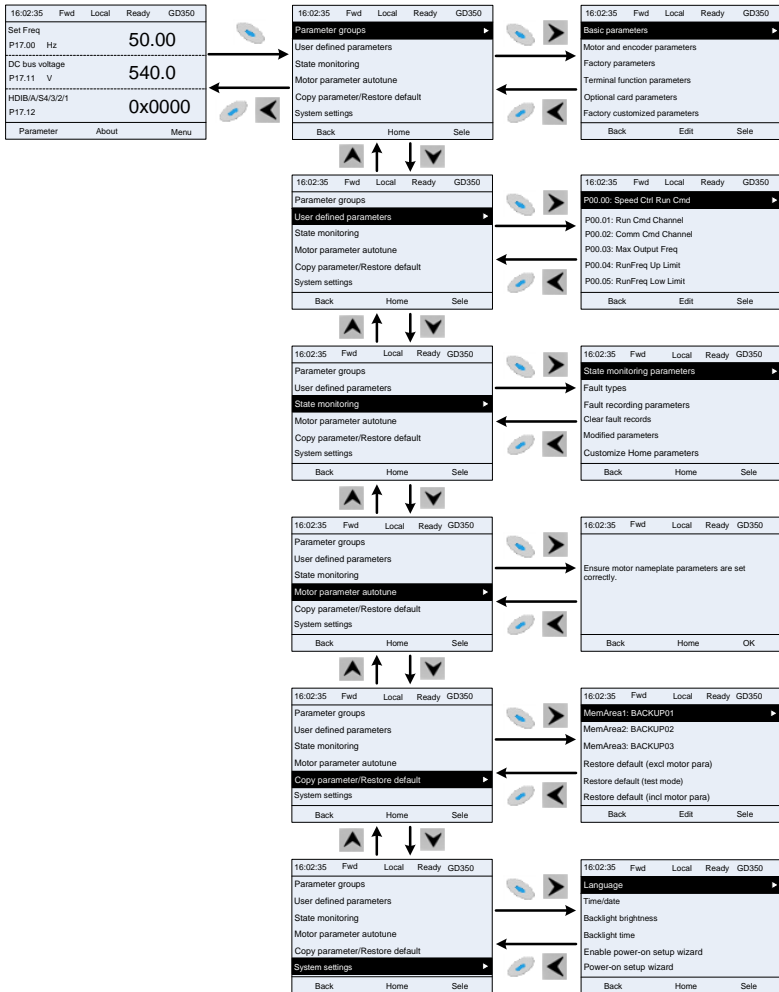 16:02:35 Fwd Local Ready GD350
Set Freq
P17.00 Hz 50.00
DC bus voltage
P17.11 V 540.0
HDIB/A/S4/3/2/1
P17.12 0x0000
Parameter About Menu
16:02:35 Fwd Local Ready GD350
Parameter groups
User defined parameters
State monitoring
Motor parameter autotune
Copy parameter/Restore default
System settings
Back Home Sele
16:02:35 Fwd Local Ready GD350
Basic parameters
Motor and encoder parameters
Factory parameters
Terminal function parameters
Optional card parameters
Factory customized parameters
Back Edit Sele
16:02:35 Fwd Local Ready GD350
Parameter groups
User defined parameters
State monitoring
Motor parameter autotune
Copy parameter/Restore default
System settings
Back Home Sele
16:02:35 Fwd Local Ready GD350
P00.00: Speed Ctrl Run Cmd
P00.01: Run Cmd Channel
P00.02: Comm Cmd Channel
P00.03: Max Output Freq
P00.04: RunFreq Up Limit
P00.05: RunFreq Low Limit
Back Edit Sele
16:02:35 Fwd Local Ready GD350
Parameter groups
User defined parameters
State monitoring
Motor parameter autotune
Copy parameter/Restore default
System settings
Back Home Sele
16:02:35 Fwd Local Ready GD350
State monitoring parameters
Fault types
Fault recording parameters
Clear fault records
Modified parameters
Customize Home parameters
Back Home Sele
16:02:35 Fwd Local Ready GD350
Parameter groups
User defined parameters
State monitoring
Motor parameter autotune
Copy parameter/Restore default
System settings
Back Home Sele
16:02:35 Fwd Local Ready GD350
Ensure motor nameplate parameters are set
correctly.
Back Home OK
16:02:35 Fwd Local Ready GD350
Parameter groups
User defined parameters
State monitoring
Motor parameter autotune
Copy parameter/Restore default
System settings
Back Home Sele
16:02:35 Fwd Local Ready GD350
MemArea1: BACKUP01
MemArea2: BACKUP02
MemArea3: BACKUP03
Restore default (excl motor para)
Restore default (test mode)
Restore default (incl motor para)
Back Edit Sele
16:02:35 Fwd Local Ready GD350
Parameter groups
User defined parameters
State monitoring
Motor parameter autotune
Copy parameter/Restore default
System settings
Back Home Sele
16:02:35 Fwd Local Ready GD350
Language
Time/date
Backlight brightness
Backlight time
Enable power-on setup wizard
Power-on setup wizard
Back Home Sele